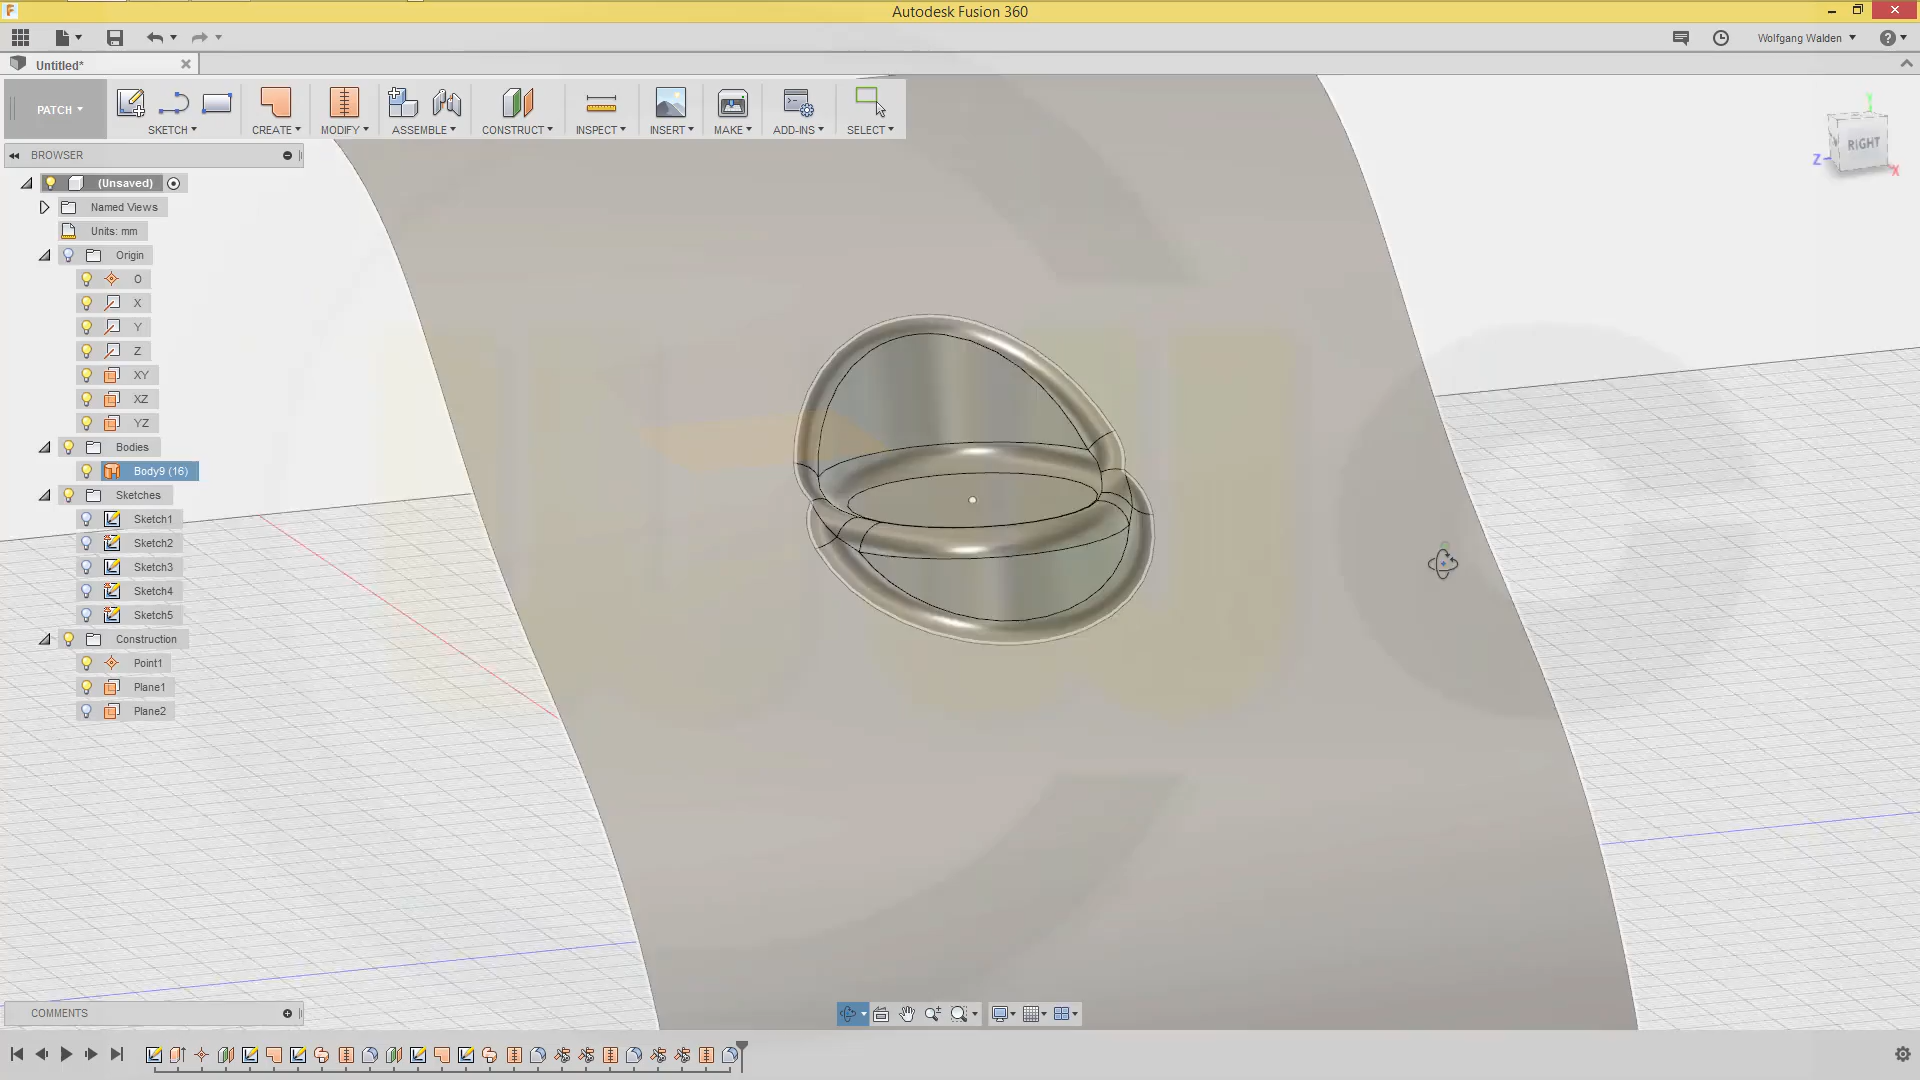 Autodesk Fusion 360
Wolfgang Walden
Untitled*
PATCH
SKETCH
CREATE
MODIFY
ASSEMBLE
CONSTRUCT
INSPECT
INSERT
MAKE
ADD-INS
SELECT
Y
RIGHT
Z
X
BROWSER
(Unsaved)
Named Views
Units: mm
Origin
O
X
Y
Z
XY
XZ
YZ
Bodies
Body9 (16)
Sketches
Sketch1
Sketch2
Sketch3
Sketch4
Sketch5
Construction
Point1
Plane1
Plane2
COMMENTS